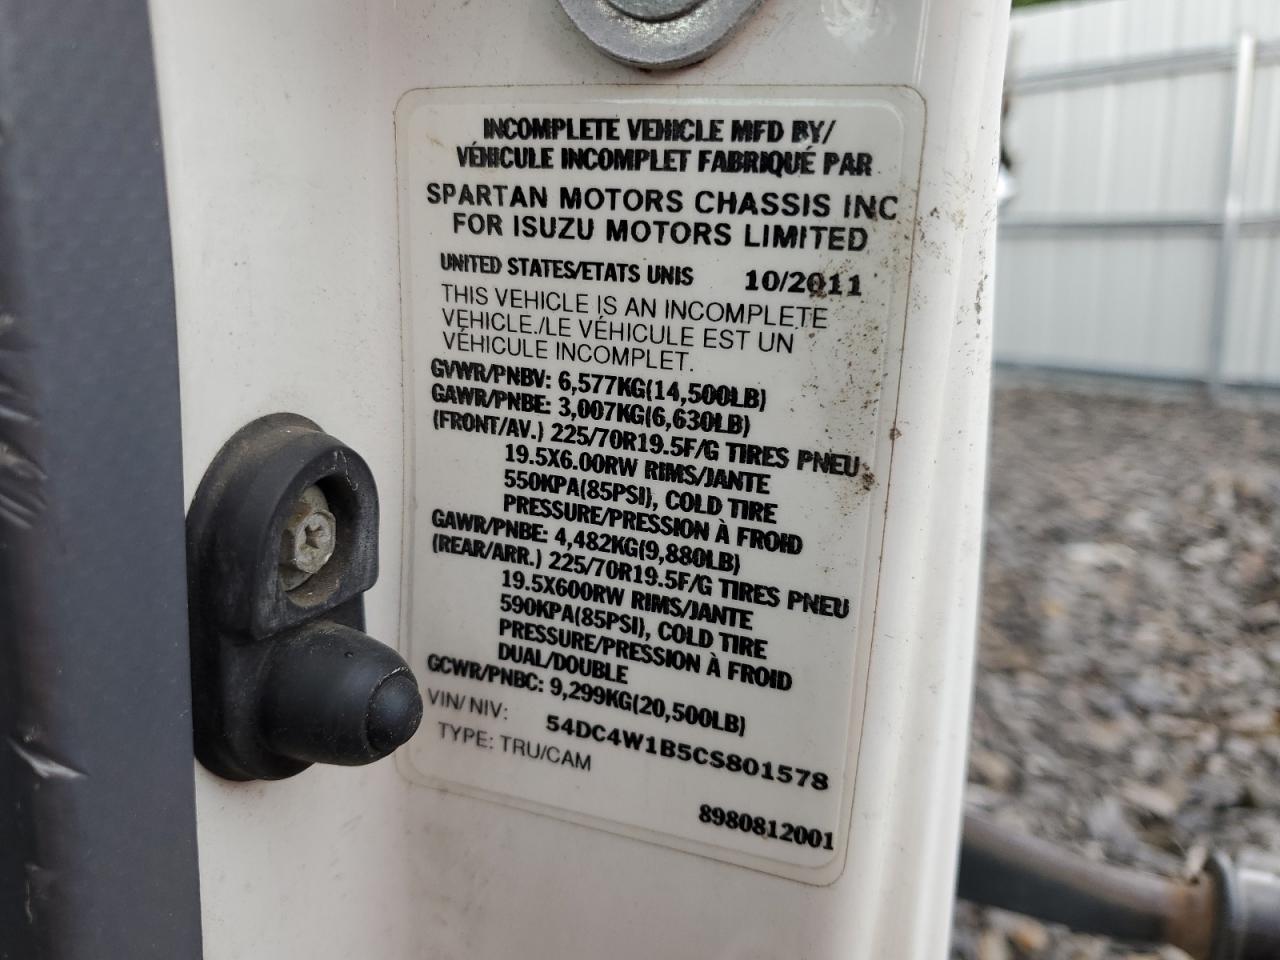 INCOMPLETE VEHICLE MFD BY/
VÉHICULE INCOMPLET FABRIQUÉ PAR
SPARTAN MOTORS CHASSIS INC
FOR ISUZU MOTORS LIMITED
UNITED STATES/ETATS UNIS 10/2011
THIS VEHICLE IS AN INCOMPLETE
VEHICLE./LE VÉHICULE EST UN
VÉHICULE INCOMPLET.
GVWR/PNBV: 6,577KG(14,500LB)
GAWR/PNBE: 3,007KG(6,630LB)
(FRONT/AV.) 225/70R19.5F/G TIRES PNEU
19.5X6.00RW RIMS/JANTE
550KPA(85PSI), COLD TIRE
PRESSURE/PRESSION À FROID
GAWR/PNBE: 4,482KG(9,880LB)
(REAR/ARR.) 225/70R19.5F/G TIRES PNEU
19.5X600RW RIMS/JANTE
590KPA(85PSI), COLD TIRE
PRESSURE/PRESSION À FROID
DUAL/DOUBLE
GCWR/PNBC: 9,299KG(20,500LB)
VIN/NIV: 54DC4W1B5CS801578
TYPE: TRU/CAM
8980812001